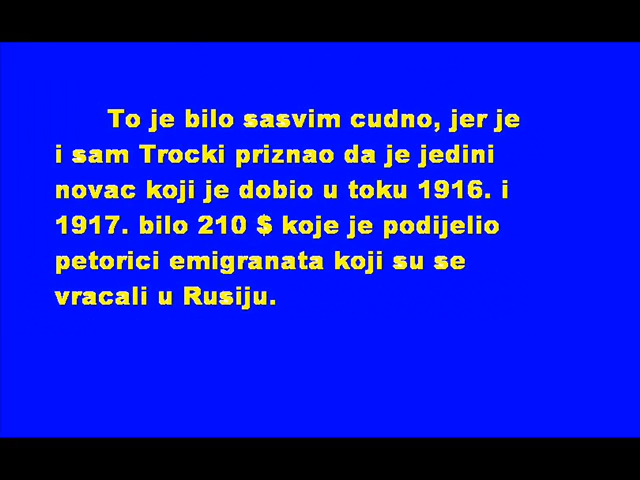 To je bilo sasvim cudno, jer je
i sam Trocki priznao da je jedini
novac koji je dobio u toku 1916. i
1917. bilo 210 $ koje je podijelio
petorici emigranata koji su se
vracali u Rusiju.